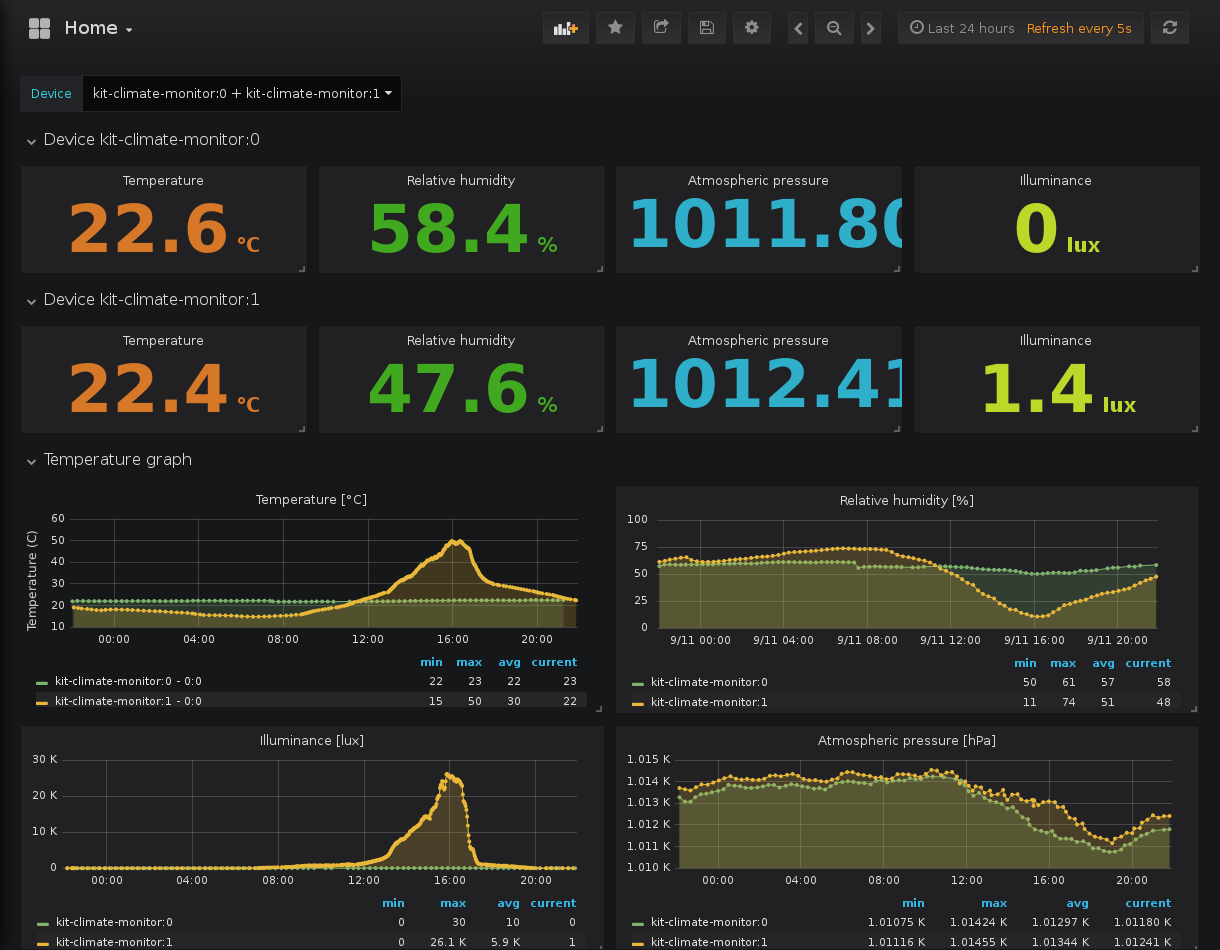 Home
Last 24 hours Refresh every 5s
Device kit-climate-monitor:0 + kit-climate-monitor:1
Device kit-climate-monitor:0
Temperature Relative humidity Atmospheric pressure Illuminance
22.6 °C 58.4 % 1011.80 0 lux
Device kit-climate-monitor:1
Temperature Relative humidity Atmospheric pressure Illuminance
22.4 °C 47.6 % 1012.41 1.4 lux
Temperature graph
Temperature [°C]
Temperature (C)
60
50
40
30
20
10
00:00 04:00 08:00 12:00 16:00 20:00
min max avg current
kit-climate-monitor:0 - 0:0 22 23 22 23
kit-climate-monitor:1 - 0:0 15 50 30 22
Relative humidity [%]
100
75
50
25
0
9/11 00:00 9/11 04:00 9/11 08:00 9/11 12:00 9/11 16:00 9/11 20:00
min max avg current
kit-climate-monitor:0 50 61 57 58
kit-climate-monitor:1 11 74 51 48
Illuminance [lux]
30 K
20 K
10 K
0
00:00 04:00 08:00 12:00 16:00 20:00
min max avg current
kit-climate-monitor:0 0 30 10 0
kit-climate-monitor:1 0 26.1 K 5.9 K 1
Atmospheric pressure [hPa]
1.015 K
1.014 K
1.013 K
1.012 K
1.011 K
1.010 K
00:00 04:00 08:00 12:00 16:00 20:00
min max avg current
kit-climate-monitor:0 1.01075 K 1.01424 K 1.01297 K 1.01180 K
kit-climate-monitor:1 1.01116 K 1.01455 K 1.01344 K 1.01241 K